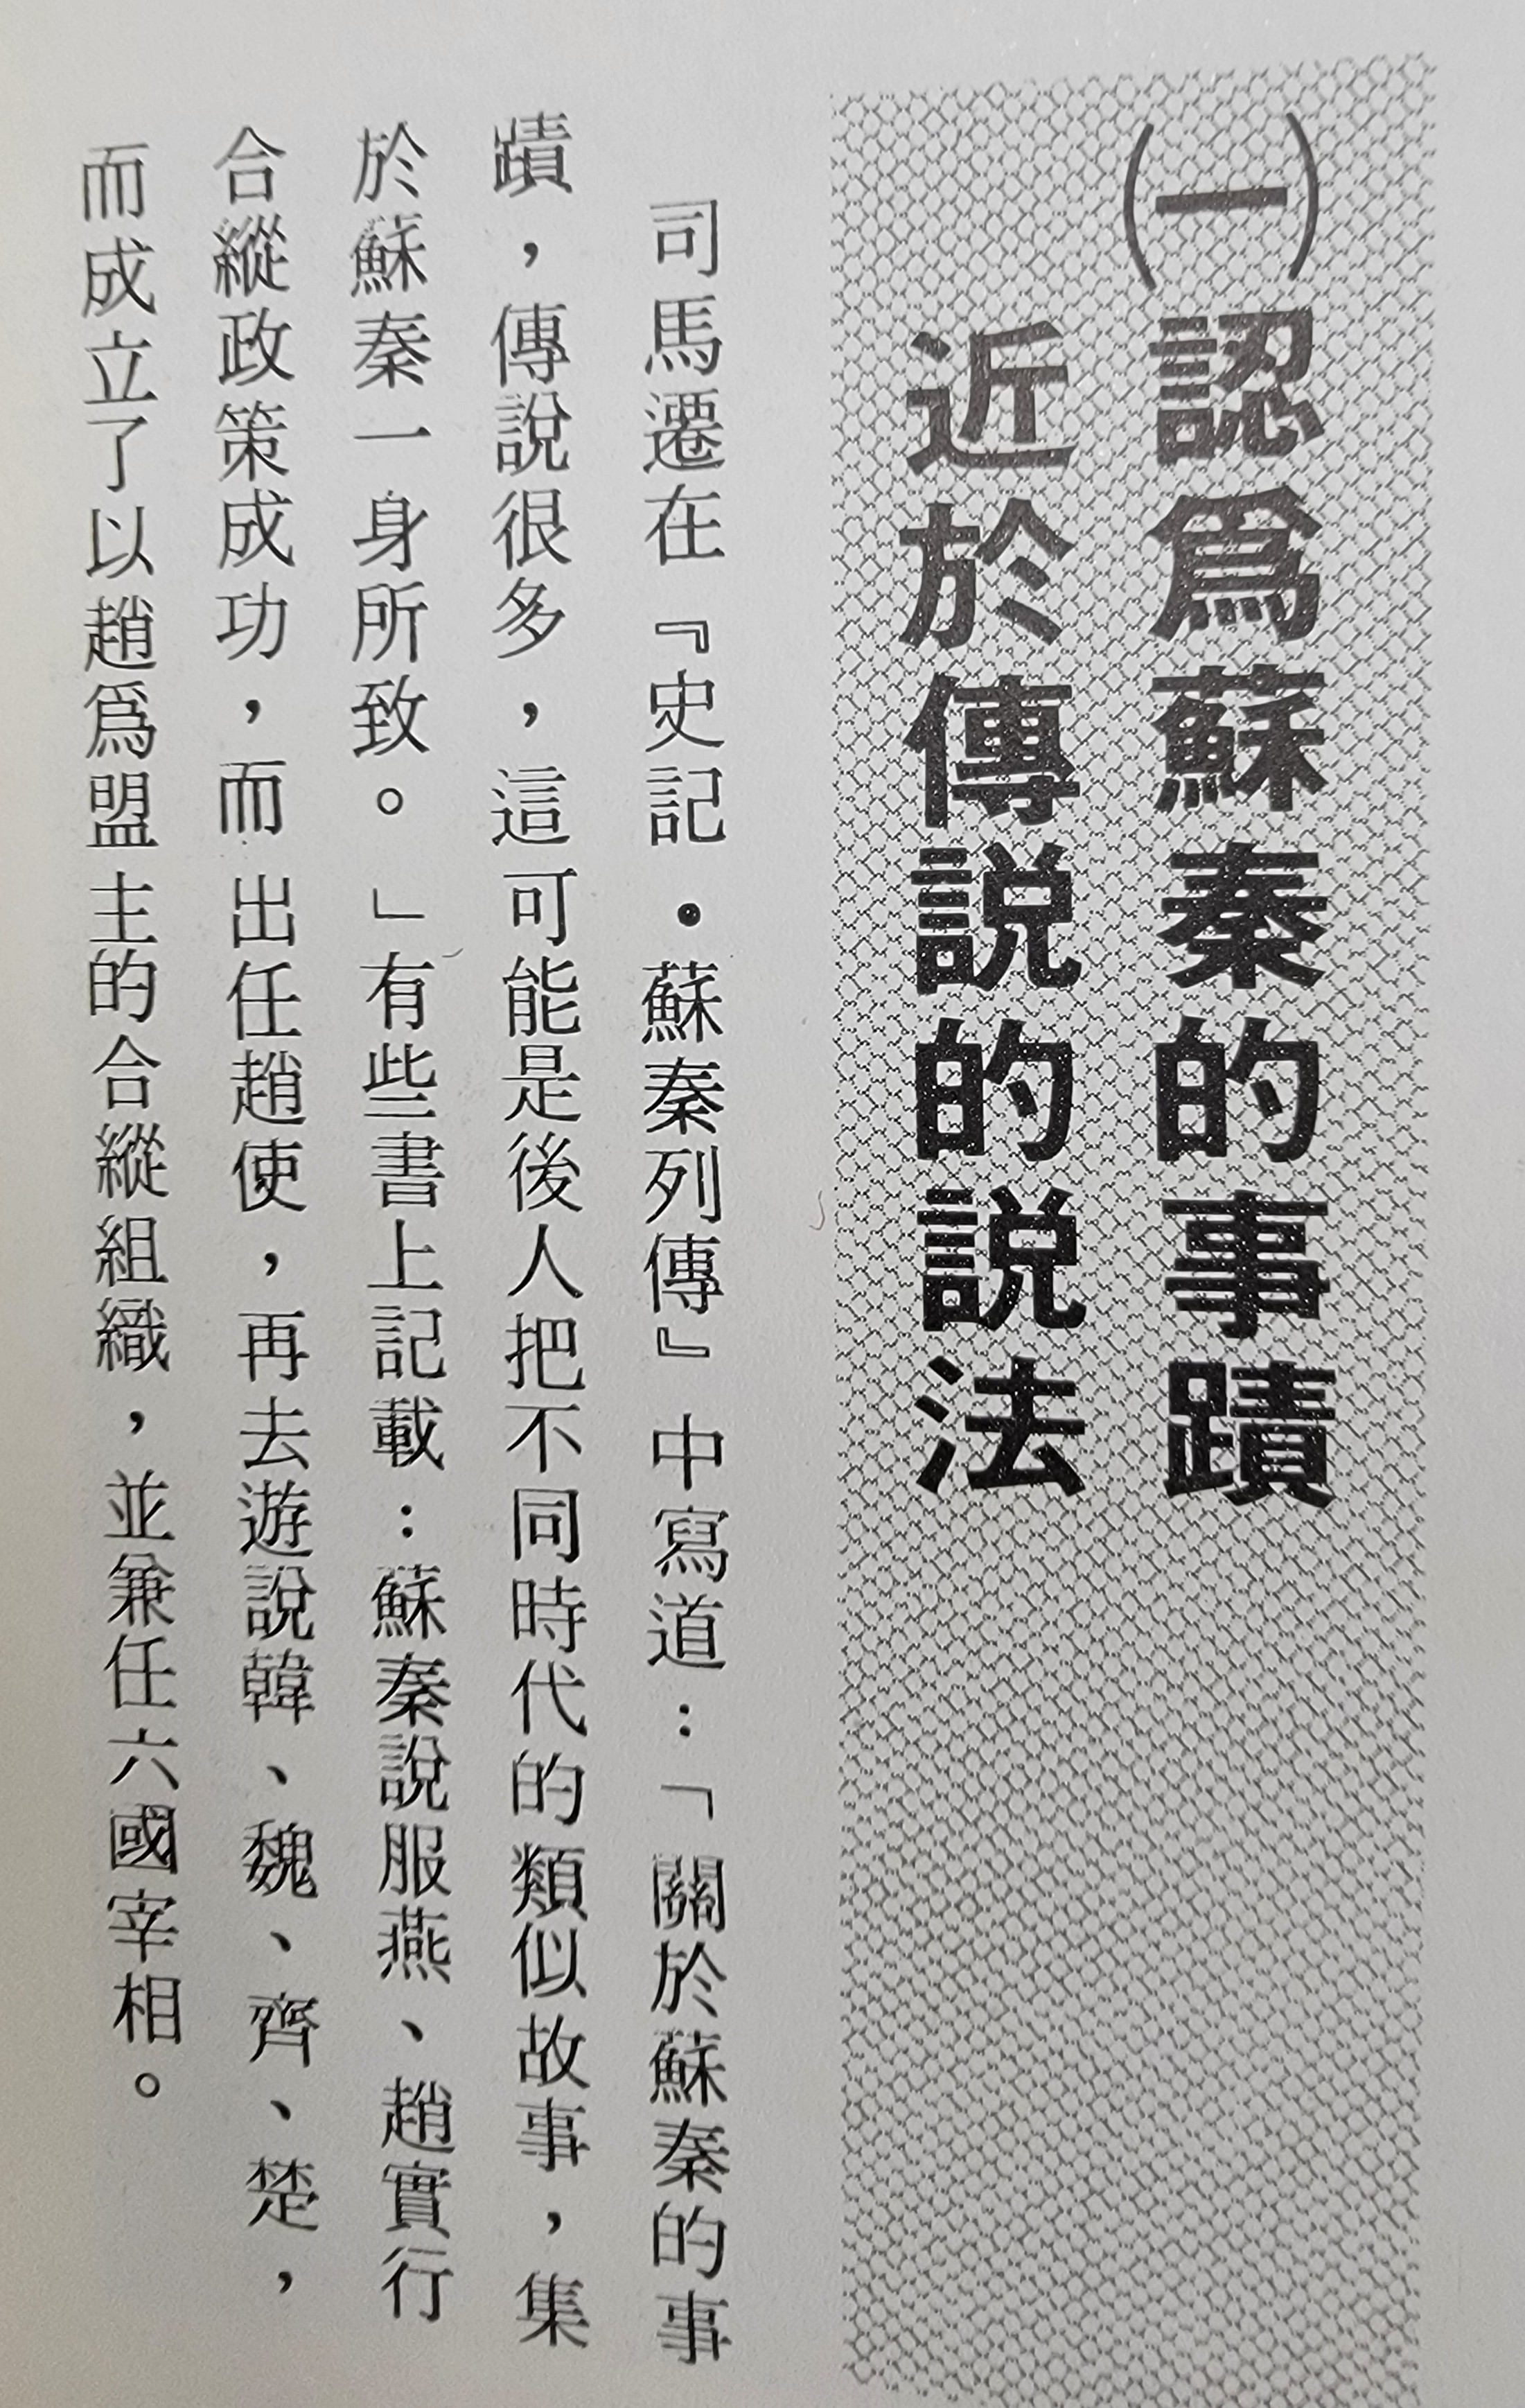 (一)認爲蘇秦的事蹟
近於傳説的説法
司馬遷在『史記•蘇秦列傳』中寫道:「關於蘇秦的事
蹟,傳說很多,這可能是後人把不同時代的類似故事,集
於蘇秦一身所致。」有些書上記載:蘇秦說服燕、趙實行
合縱政策成功,而出任趙使,再去遊說韓、魏、齊、楚,
而成立了以趙爲盟主的合縱組織,並兼任六國宰相。